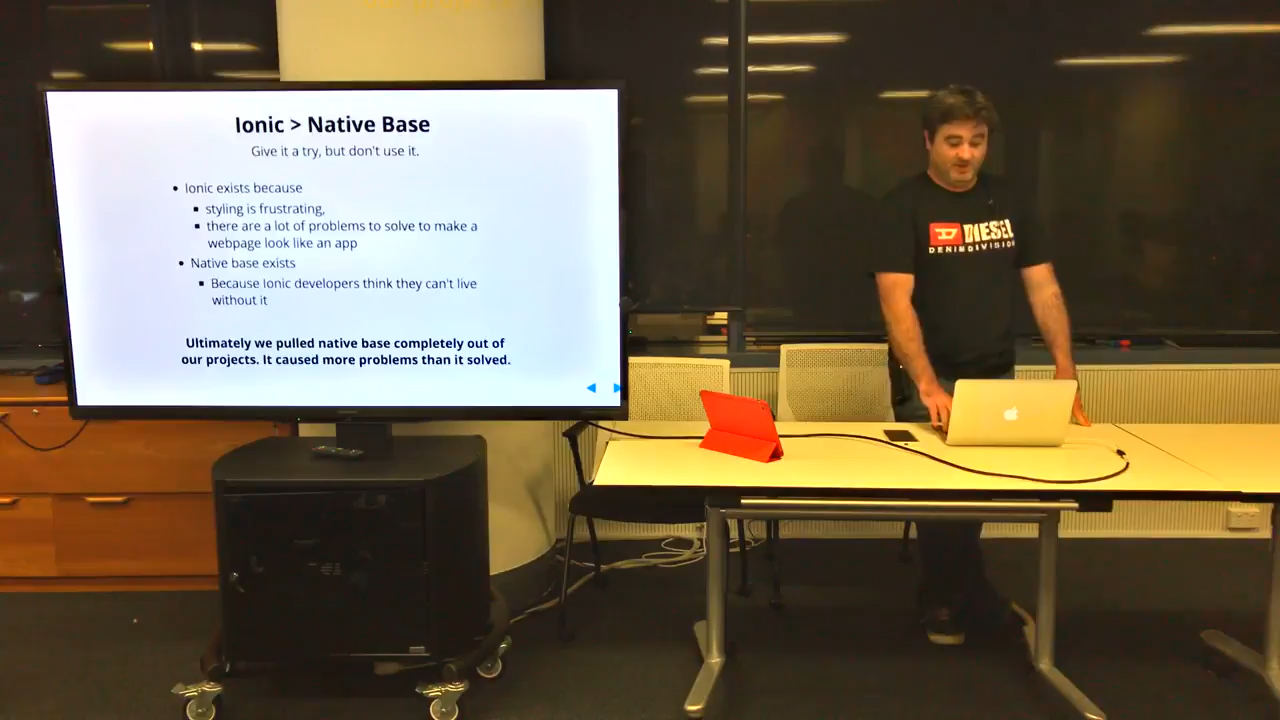 Ionic > Native Base
Give it a try, but don't use it.
Ionic exists because
styling is frustrating,
there are a lot of problems to solve to make a
webpage look like an app
Native base exists
Because Ionic developers think they can't live
without it
Ultimately we pulled native base completely out of
our projects. It caused more problems than it solved.
DIESEL
DENIMDIVISION